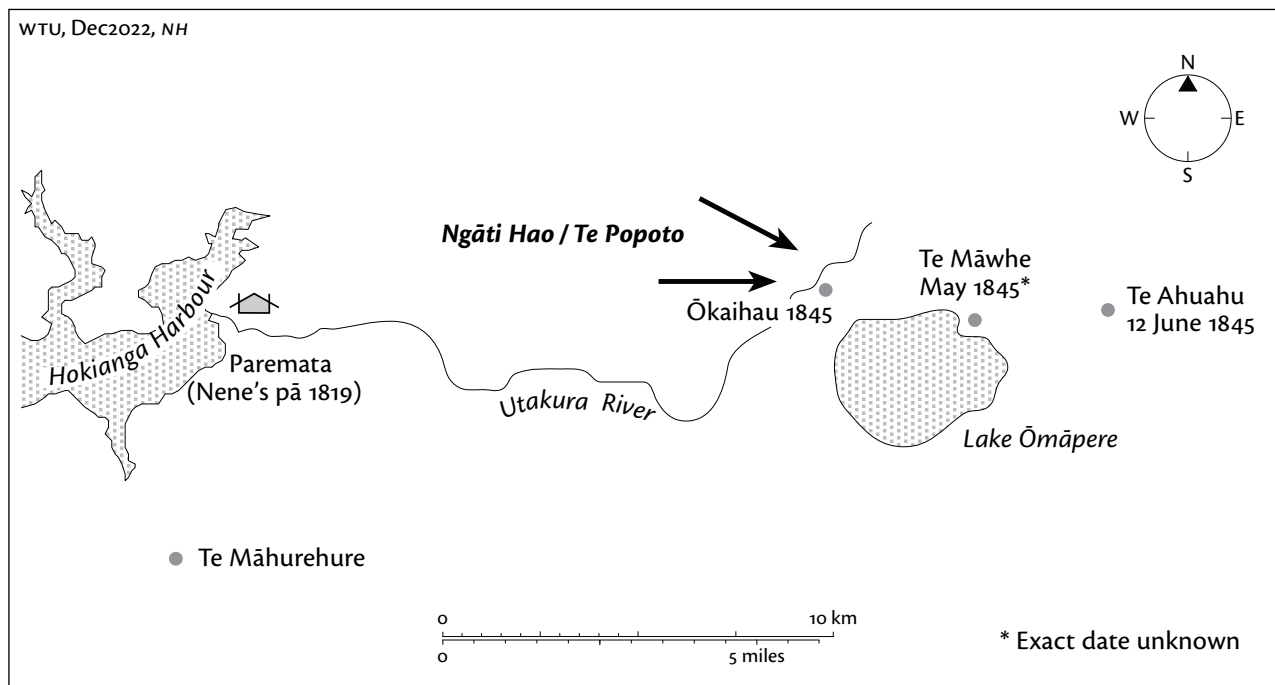 WTU, Dec2022, NH
N
W E
S
Ngāti Hao / Te Popoto
Te Māwhe
May 1845*
Ōkaihau 1845
Te Ahuahu
12 June 1845
Hokianga Harbour
Paremata
(Nene's pā 1819)
Utakura River
Lake Ōmāpere
Te Māhurehure
0 10 km
0 5 miles
* Exact date unknown